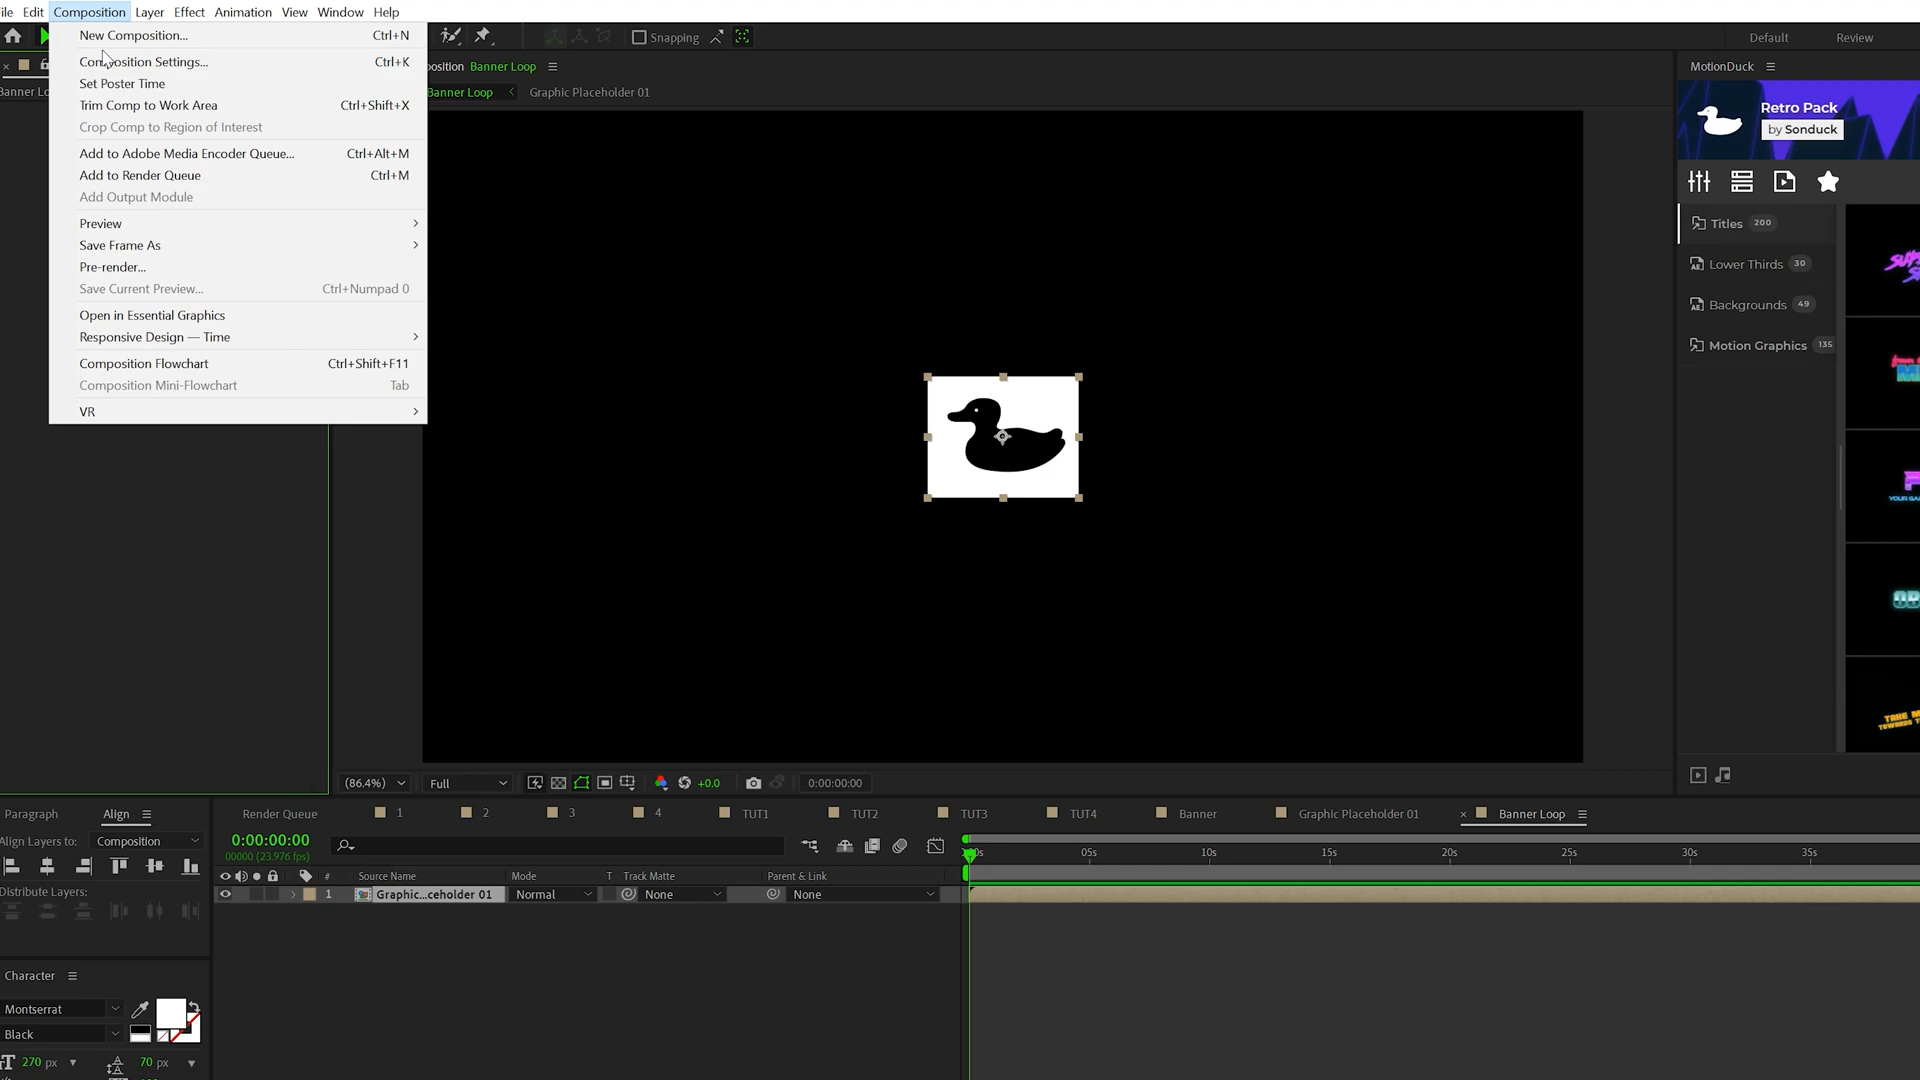 ile Edit Composition Layer Effect Animation View Window Help
New Composition... Ctrl+N
Composition Settings... Ctrl+K
Set Poster Time
Trim Comp to Work Area Ctrl+Shift+X
Crop Comp to Region of Interest
Add to Adobe Media Encoder Queue... Ctrl+Alt+M
Add to Render Queue Ctrl+M
Add Output Module
Preview
Save Frame As
Pre-render...
Save Current Preview... Ctrl+Numpad 0
Open in Essential Graphics
Responsive Design — Time
Composition Flowchart Ctrl+Shift+F11
Composition Mini-Flowchart Tab
VR
Snapping
Default Review
Banner Lo
position Banner Loop
Banner Loop Graphic Placeholder 01
MotionDuck
Retro Pack
by Sonduck
Titles 200
Lower Thirds 30
Backgrounds 49
Motion Graphics 135
YOUR GA
OB
TAKE M
TOWARDS T
(86.4%) Full +0.0 0:00:00:00
Paragraph Align
Align Layers to: Composition
Distribute Layers:
Character
Montserrat
Black
270 px 70 px
Render Queue 1 2 3 4 TUT1 TUT2 TUT3 TUT4 Banner Graphic Placeholder 01 Banner Loop
0:00:00:00
00000 (23.976 fps)
# Source Name Mode T Track Matte Parent & Link
1 Graphic...ceholder 01 Normal None None
05s 10s 15s 20s 25s 30s 35s